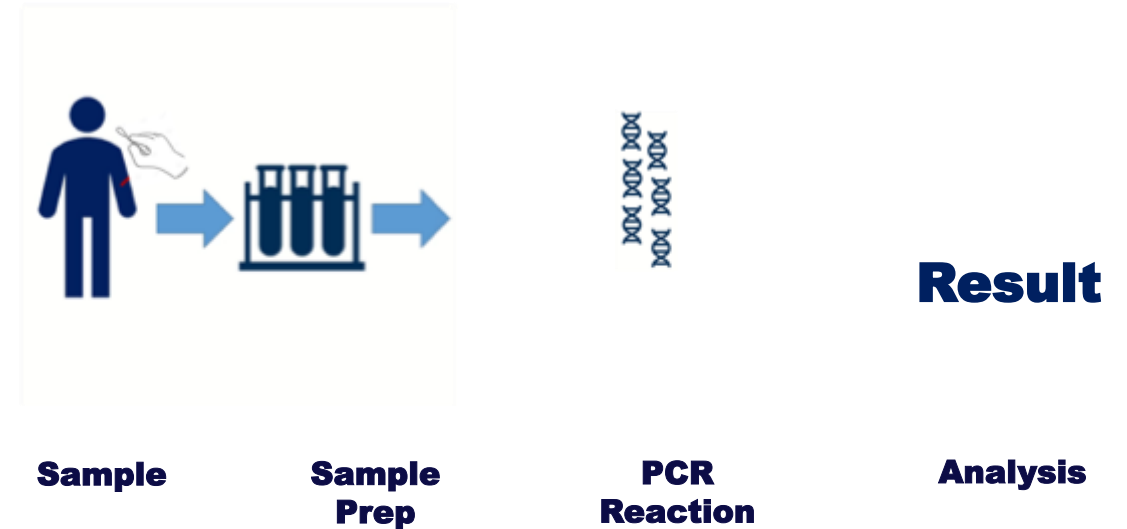 Result
Sample
Sample
Prep
PCR
Reaction
Analysis